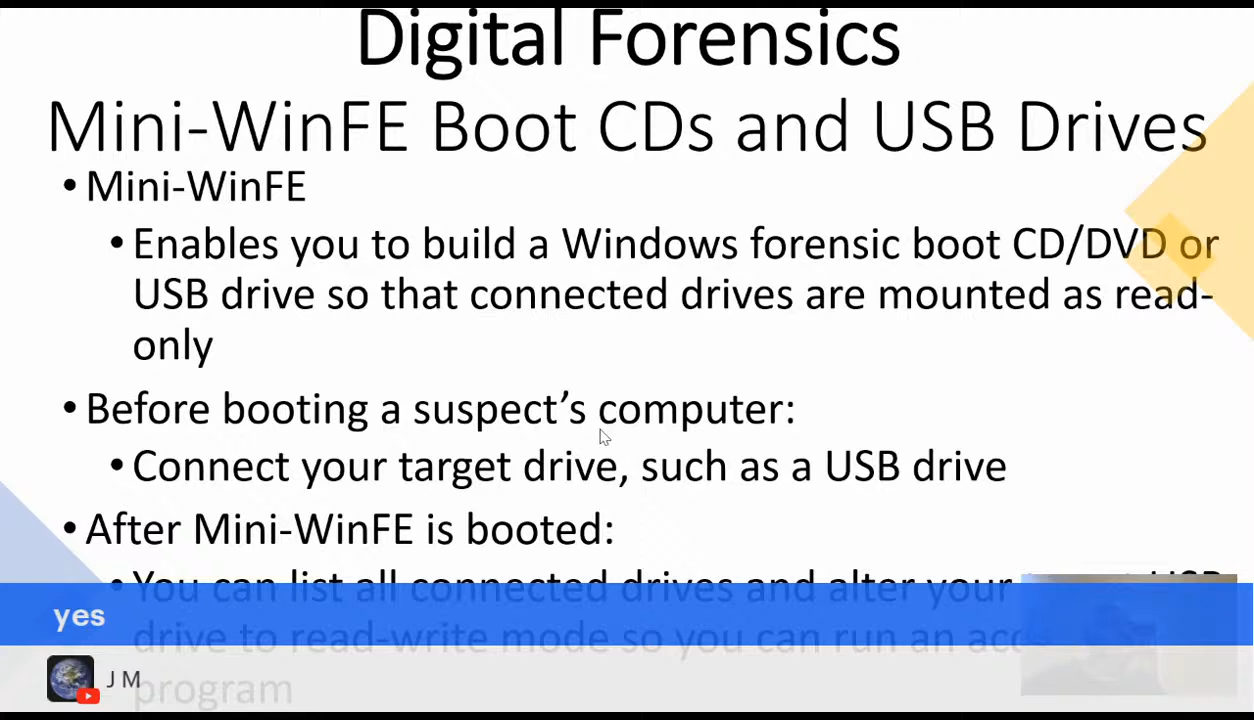 Digital Forensics
Mini-WinFE Boot CDs and USB Drives
• Mini-WinFE
• Enables you to build a Windows forensic boot CD/DVD or
USB drive so that connected drives are mounted as read-
only
• Before booting a suspect's computer:
• Connect your target drive, such as a USB drive
• After Mini-WinFE is booted:
• You can list all connected drives and alter your USB
drive to read-write mode so you can run an
program
yes
J M